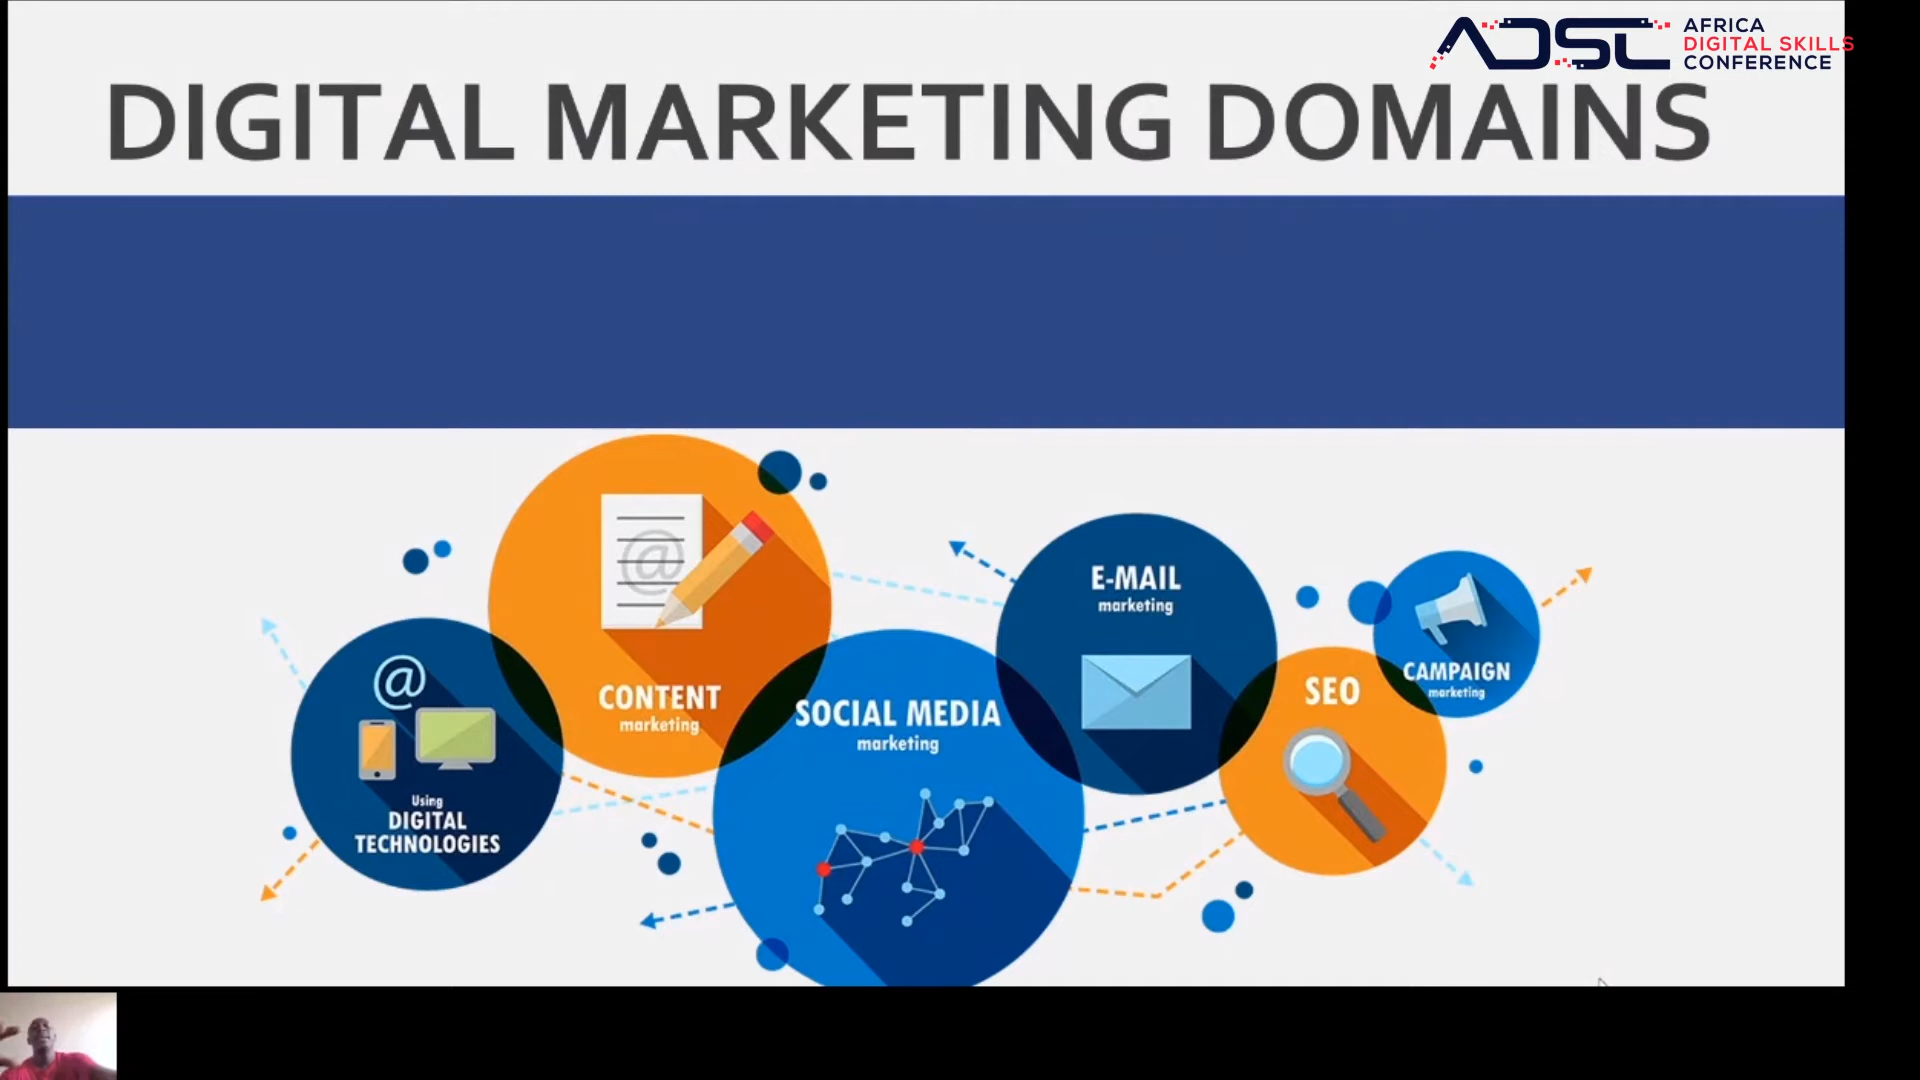 AFRICA
DIGITAL SKILLS
CONFERENCE
DIGITAL MARKETING DOMAINS
@
Using
DIGITAL
TECHNOLOGIES
@
CONTENT
marketing
SOCIAL MEDIA
marketing
E-MAIL
marketing
SEO
CAMPAIGN
marketing